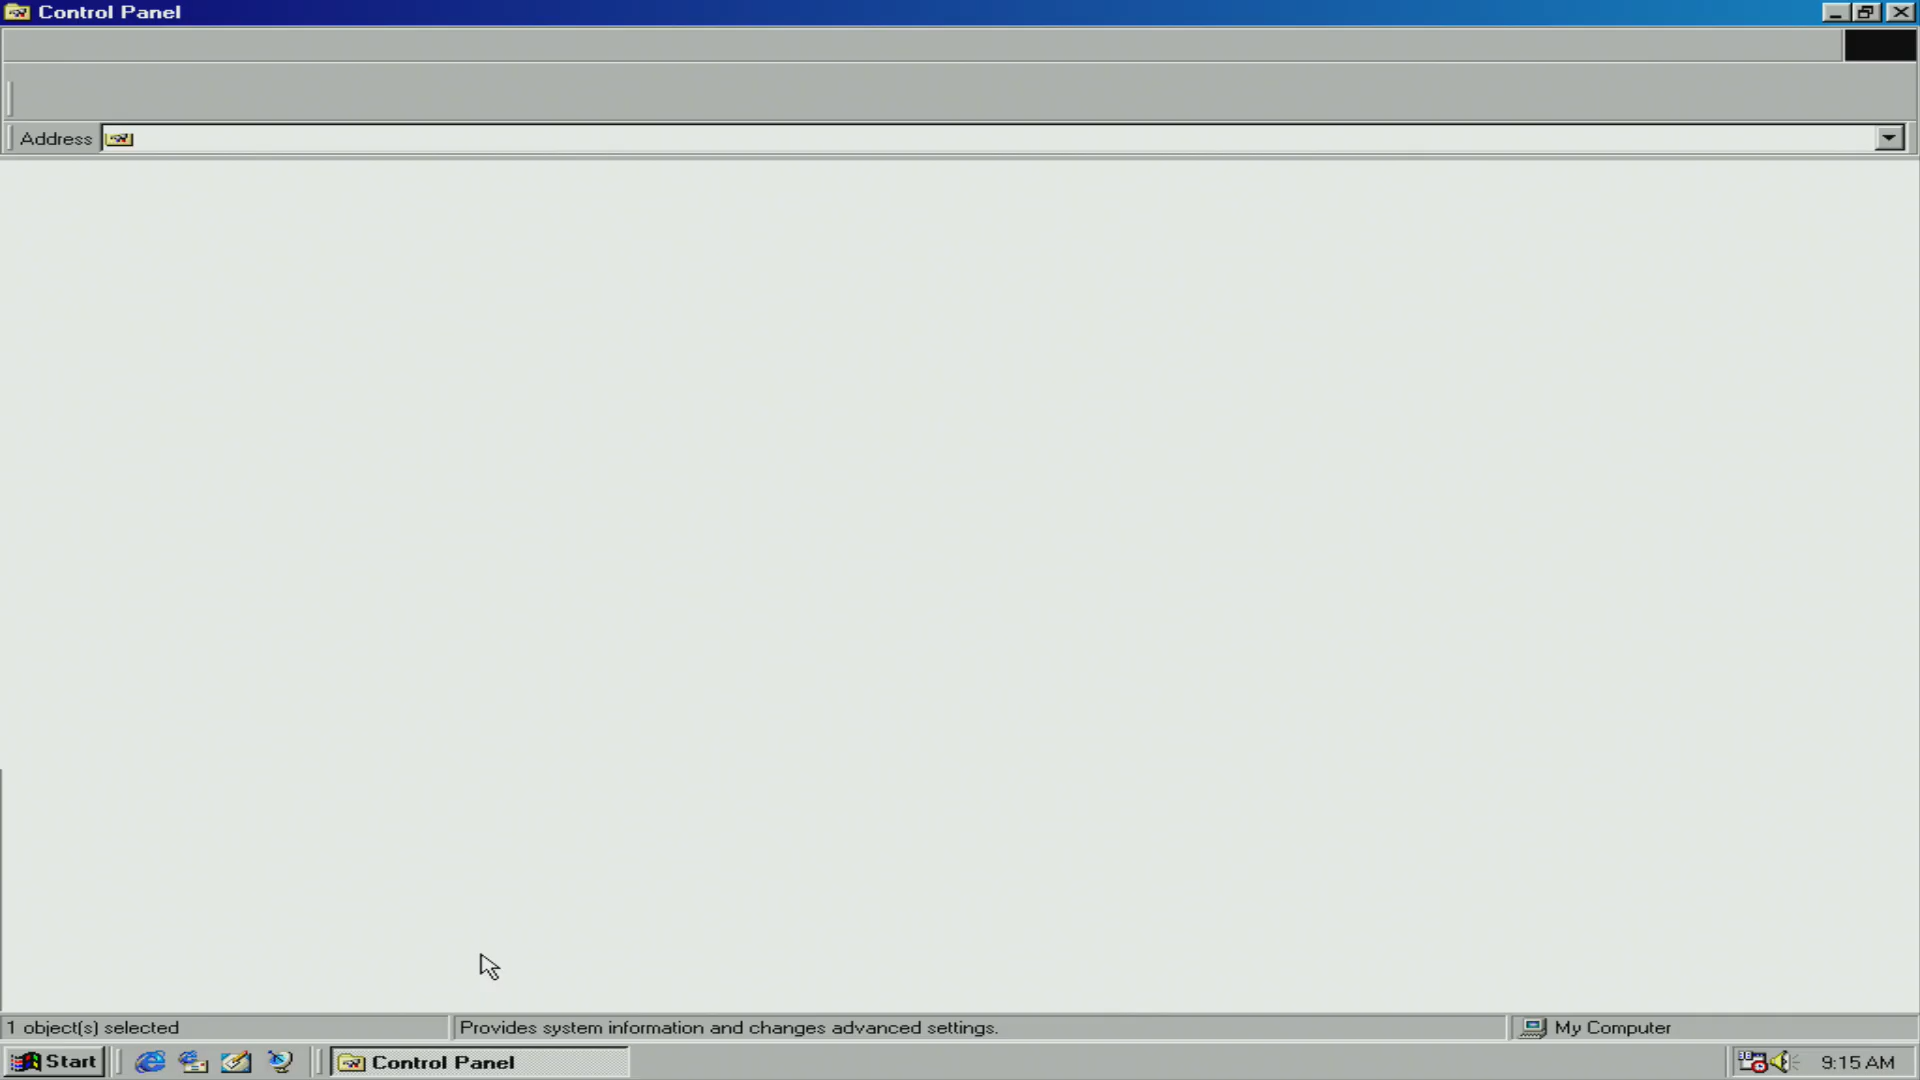 Control Panel
Address
1 object(s) selected
Provides system information and changes advanced settings.
My Computer
Start
Control Panel
9:15 AM